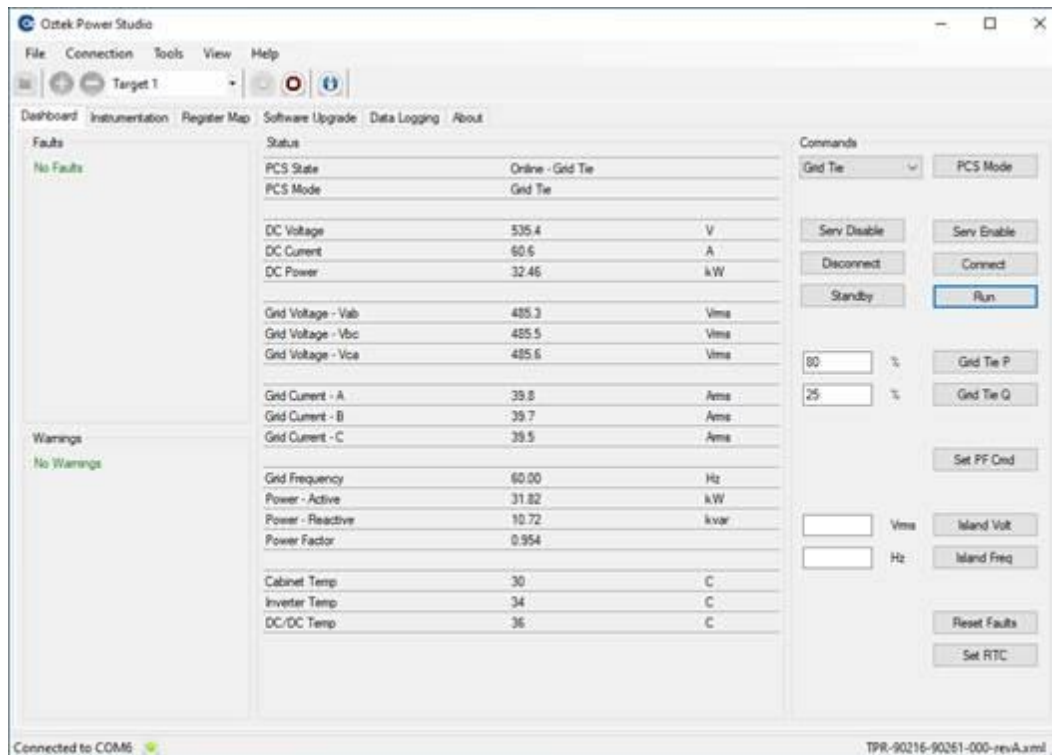 Oztek Power Studio
File Connection Tools View Help
Target 1
Dashboard Instrumentation Register Map Software Upgrade Data Logging About
Faults
No Faults
Warnings
No Warnings
Status
PCS State Online - Grid Tie
PCS Mode Grid Tie
DC Voltage 535.4 V
DC Current 60.6 A
DC Power 32.46 kW
Grid Voltage - Vab 485.3 Vrms
Grid Voltage - Vbc 485.5 Vrms
Grid Voltage - Vca 485.6 Vrms
Grid Current - A 39.8 Arms
Grid Current - B 39.7 Arms
Grid Current - C 39.5 Arms
Grid Frequency 60.00 Hz
Power - Active 31.82 kW
Power - Reactive 10.72 kvar
Power Factor 0.954
Cabinet Temp 30 C
Inverter Temp 34 C
DC/DC Temp 36 C
Commands
Grid Tie PCS Mode
Serv Disable Serv Enable
Disconnect Connect
Standby Run
80 % Grid Tie P
25 % Grid Tie Q
Set PF Cmd
Vrms Island Volt
Hz Island Freq
Reset Faults
Set RTC
Connected to COM6
TPR-90216-90261-000-revA.xml